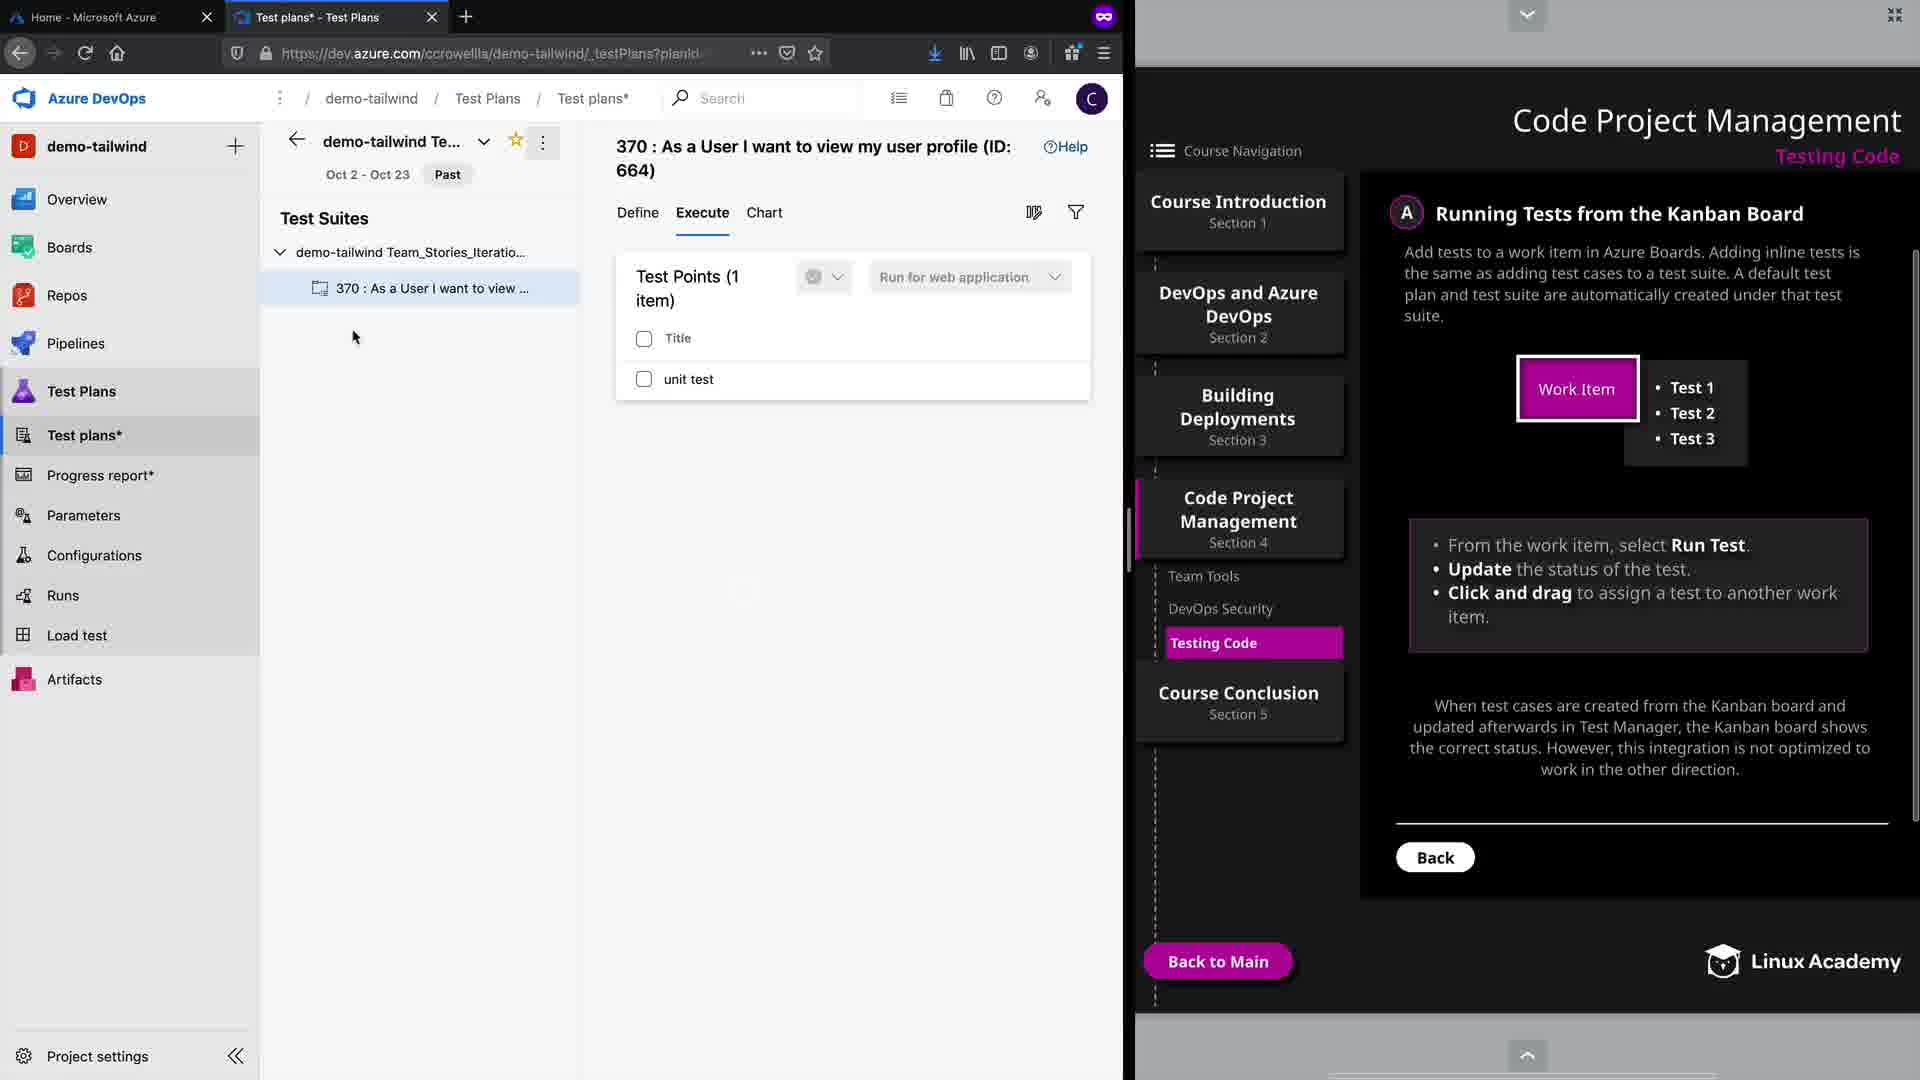 Home - Microsoft Azure
Test plans* - Test Plans
https://dev.azure.com/ccrowellla/demo-tailwind/_testPlans?planId
Azure DevOps
/ demo-tailwind / Test Plans / Test plans*
Search
C
D
demo-tailwind
Overview
Boards
Repos
Pipelines
Test Plans
Test plans*
Progress report*
Parameters
Configurations
Runs
Load test
Artifacts
Project settings
demo-tailwind Te...
Oct 2 - Oct 23
Past
Test Suites
demo-tailwind Team_Stories_Iteratio...
370 : As a User I want to view ...
370 : As a User I want to view my user profile (ID:
664)
Help
Define
Execute
Chart
Test Points (1
item)
Run for web application
Title
unit test
Code Project Management
Testing Code
Course Navigation
Course Introduction
Section 1
DevOps and Azure
DevOps
Section 2
Building
Deployments
Section 3
Code Project
Management
Section 4
Team Tools
DevOps Security
Testing Code
Course Conclusion
Section 5
Back to Main
A
Running Tests from the Kanban Board
Add tests to a work item in Azure Boards. Adding inline tests is
the same as adding test cases to a test suite. A default test
plan and test suite are automatically created under that test
suite.
Work Item
• Test 1
• Test 2
• Test 3
• From the work item, select Run Test.
• Update the status of the test.
• Click and drag to assign a test to another work
item.
When test cases are created from the Kanban board and
updated afterwards in Test Manager, the Kanban board shows
the correct status. However, this integration is not optimized to
work in the other direction.
Back
Linux Academy